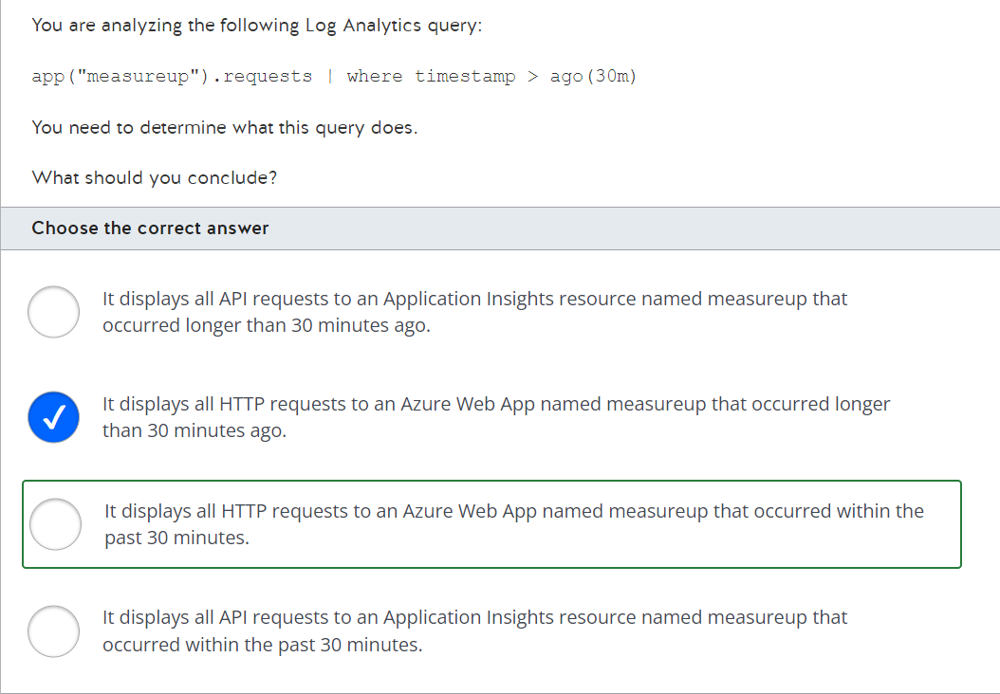 You are analyzing the following Log Analytics query:
app("measureup").requests | where timestamp > ago(30m)
You need to determine what this query does.
What should you conclude?
Choose the correct answer
It displays all API requests to an Application Insights resource named measureup that
occurred longer than 30 minutes ago.
It displays all HTTP requests to an Azure Web App named measureup that occurred longer
than 30 minutes ago.
It displays all HTTP requests to an Azure Web App named measureup that occurred within the
past 30 minutes.
It displays all API requests to an Application Insights resource named measureup that
occurred within the past 30 minutes.